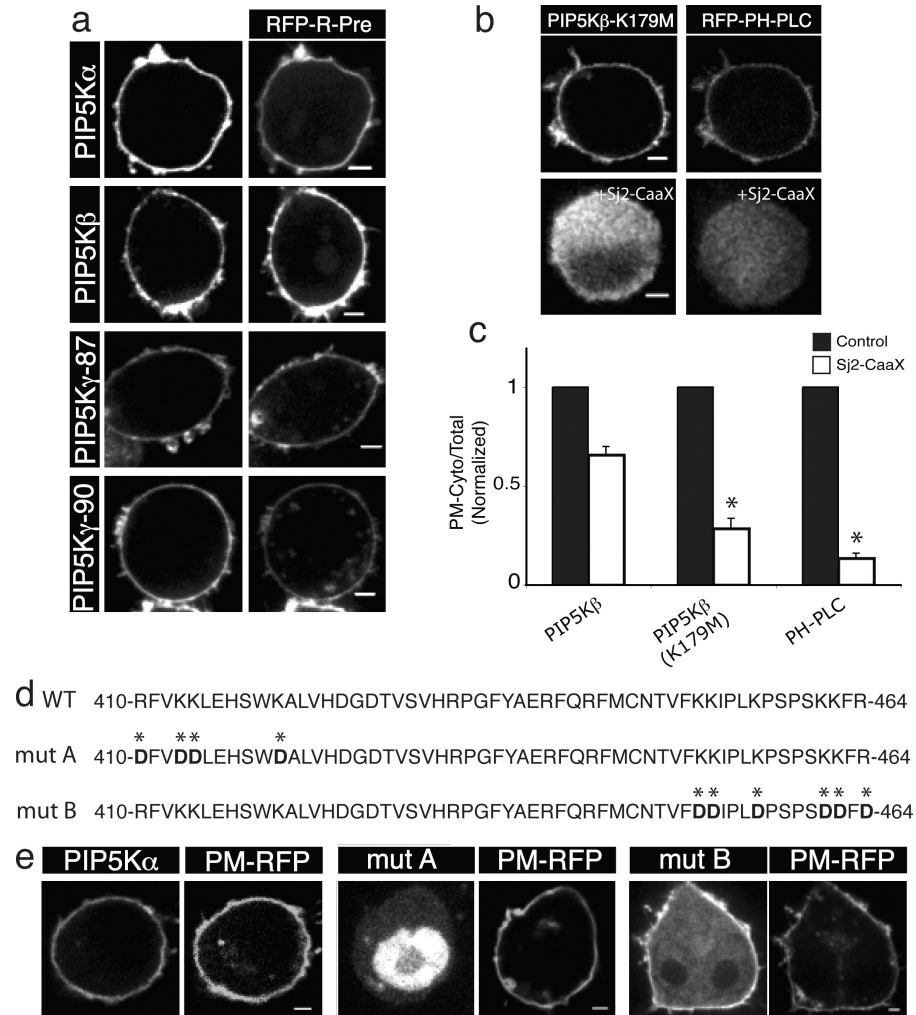 a
RFP-R-Pre
PIP5Kα
PIP5Kβ
PIP5Kγ-87
PIP5Kγ-90
b
PIP5Kβ-K179M RFP-PH-PLC
+Sj2-CaaX +Sj2-CaaX
c
Control
Sj2-CaaX
PM-Cyto/Total
(Normalized)
1
0.5
0
*
*
PIP5Kβ
PIP5Kβ
(K179M)
PH-PLC
d WT 410-RFVKKLEHSWKALVHDGDTVSVHRPGFYAERFQRFMCNTVFKKIPLKPSPSKKFR-464
* ** *
mut A 410-DFVDDLEHSWDALVHDGDTVSVHRPGFYAERFQRFMCNTVFKKIPLKPSPSKKFR-464
** * ** *
mut B 410-RFVKKLEHSWKALVHDGDTVSVHRPGFYAERFQRFMCNTVFDDIPLDPSPSDDFD-464
e PIP5Kα PM-RFP mut A PM-RFP mut B PM-RFP